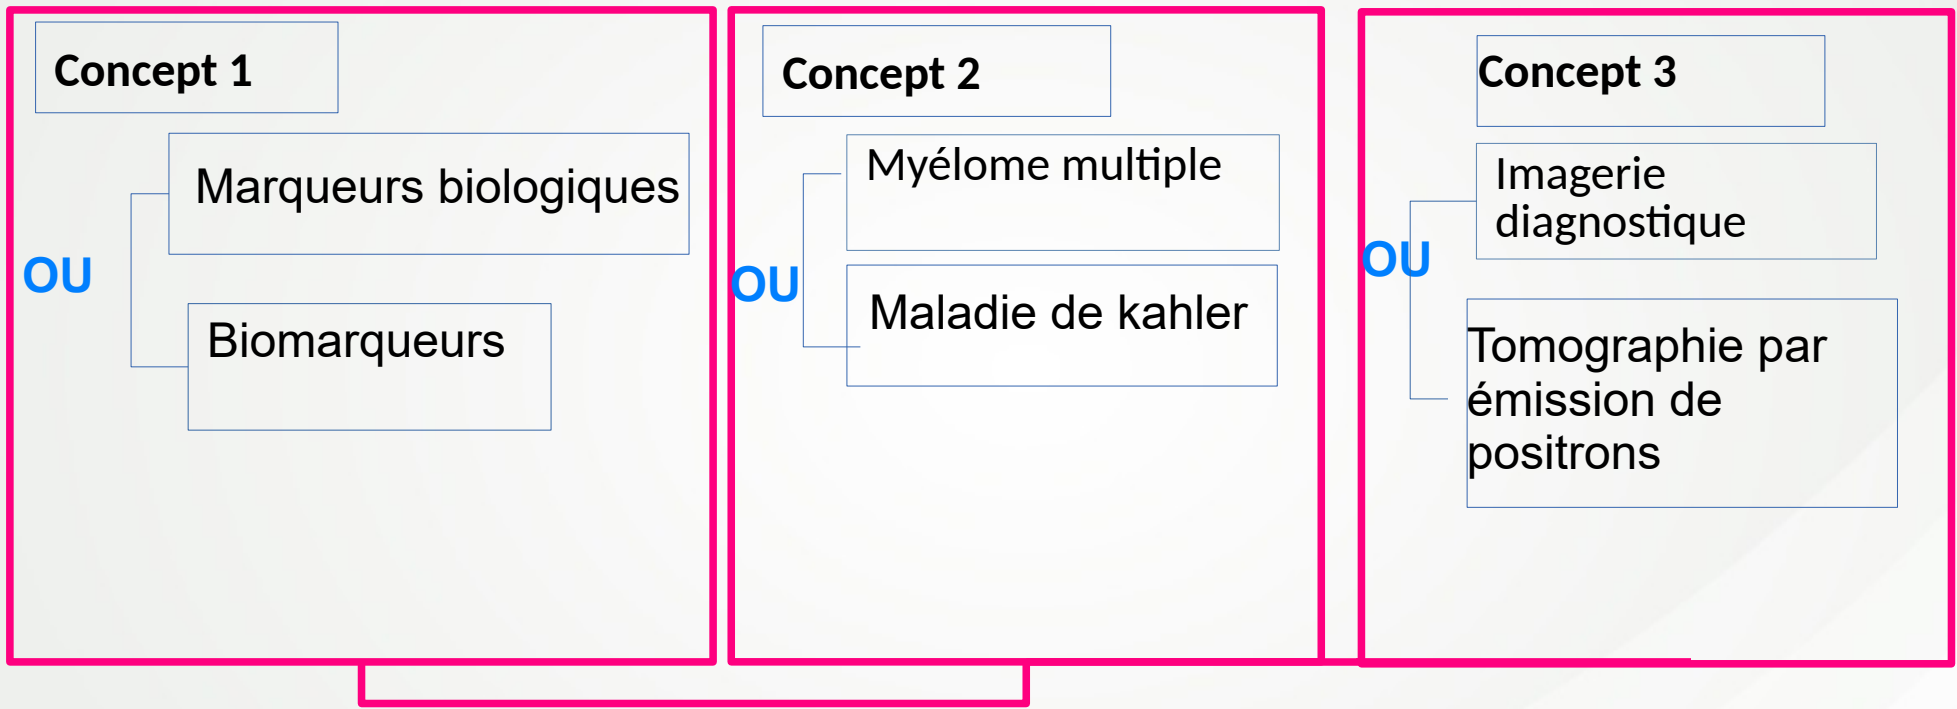 Concept 1
Marqueurs biologiques
OU
Biomarqueurs
Concept 2
Myélome multiple
OU
Maladie de kahler
Concept 3
Imagerie
diagnostique
OU
Tomographie par
émission de
positrons